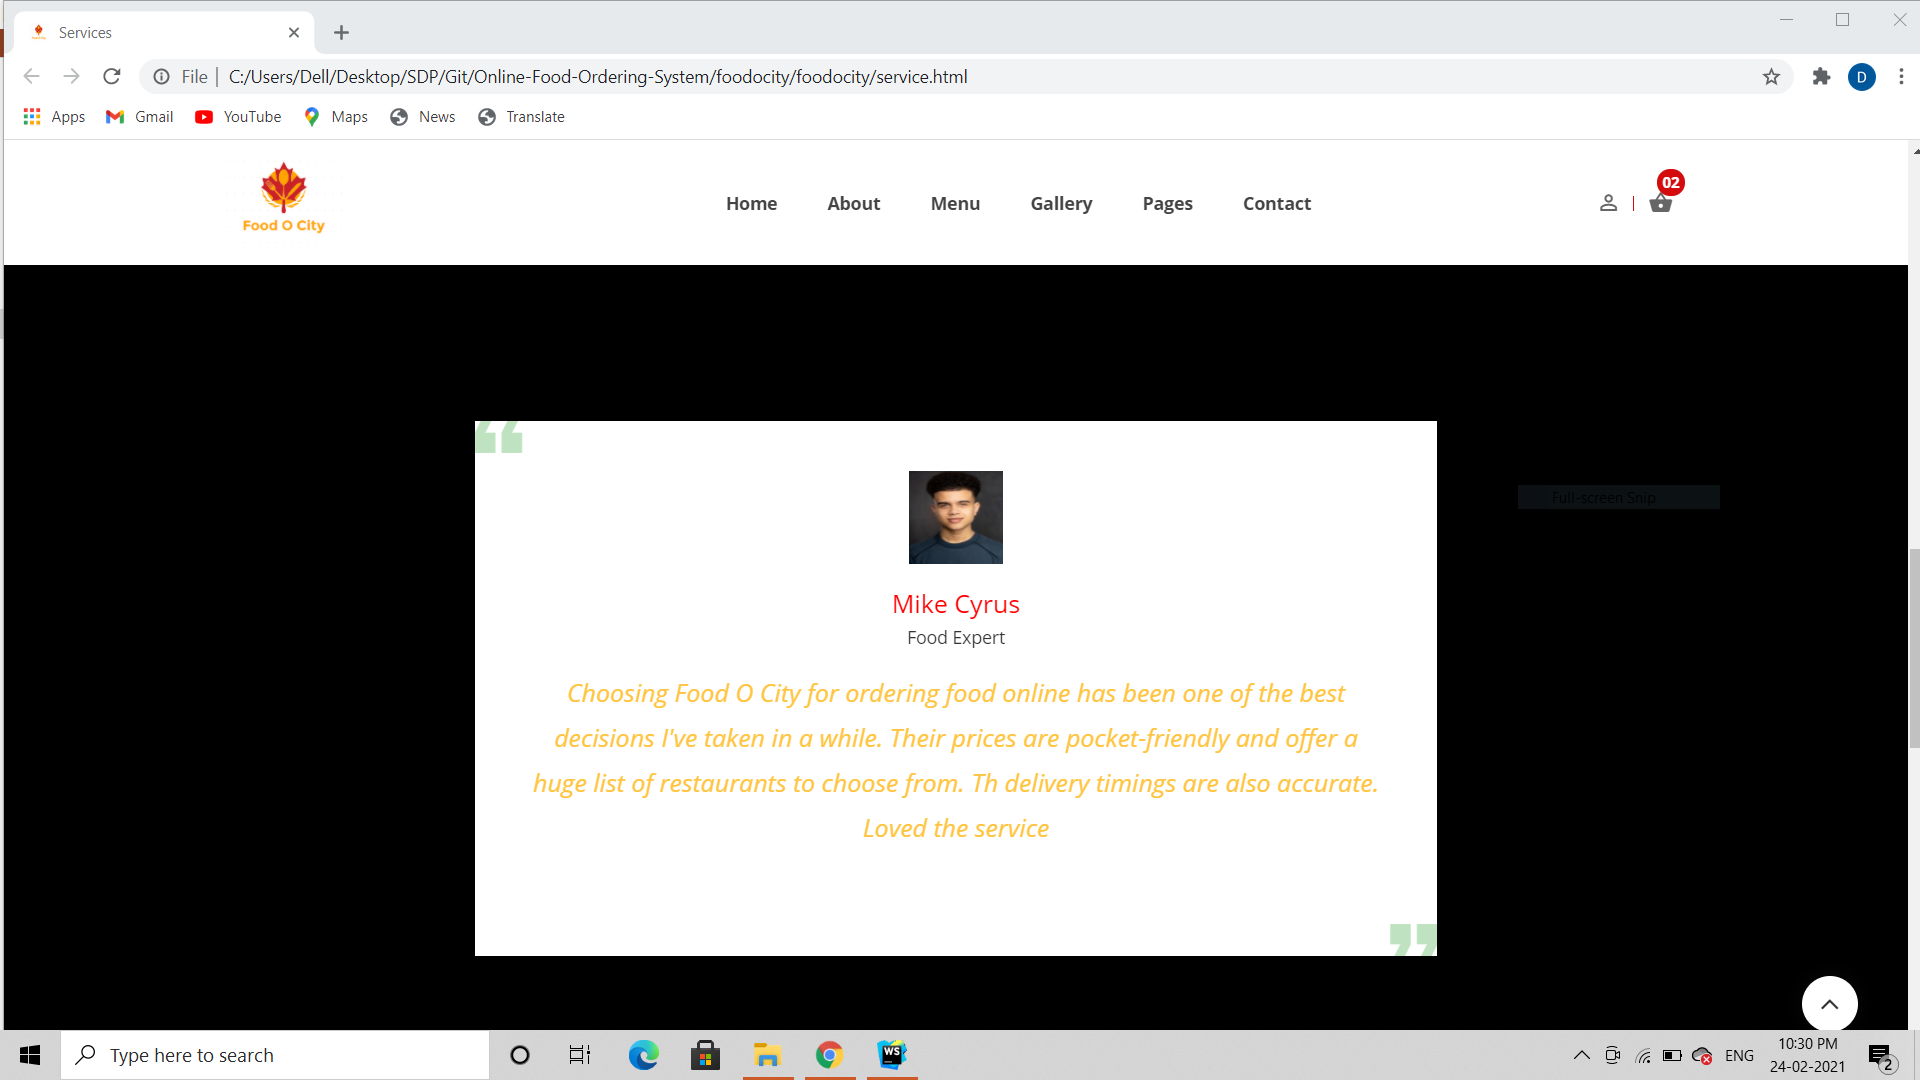 Services
File
C:/Users/Dell/Desktop/SDP/Git/Online-Food-Ordering-System/foodocity/foodocity/service.html
D
Apps Gmail YouTube Maps News Translate
Food O City
Home About Menu Gallery Pages Contact
02
Full-screen Snip
Mike Cyrus
Food Expert
Choosing Food O City for ordering food online has been one of the best
decisions I've taken in a while. Their prices are pocket-friendly and offer a
huge list of restaurants to choose from. Th delivery timings are also accurate.
Loved the service
Type here to search
WS
ENG
10:30 PM
24-02-2021
2